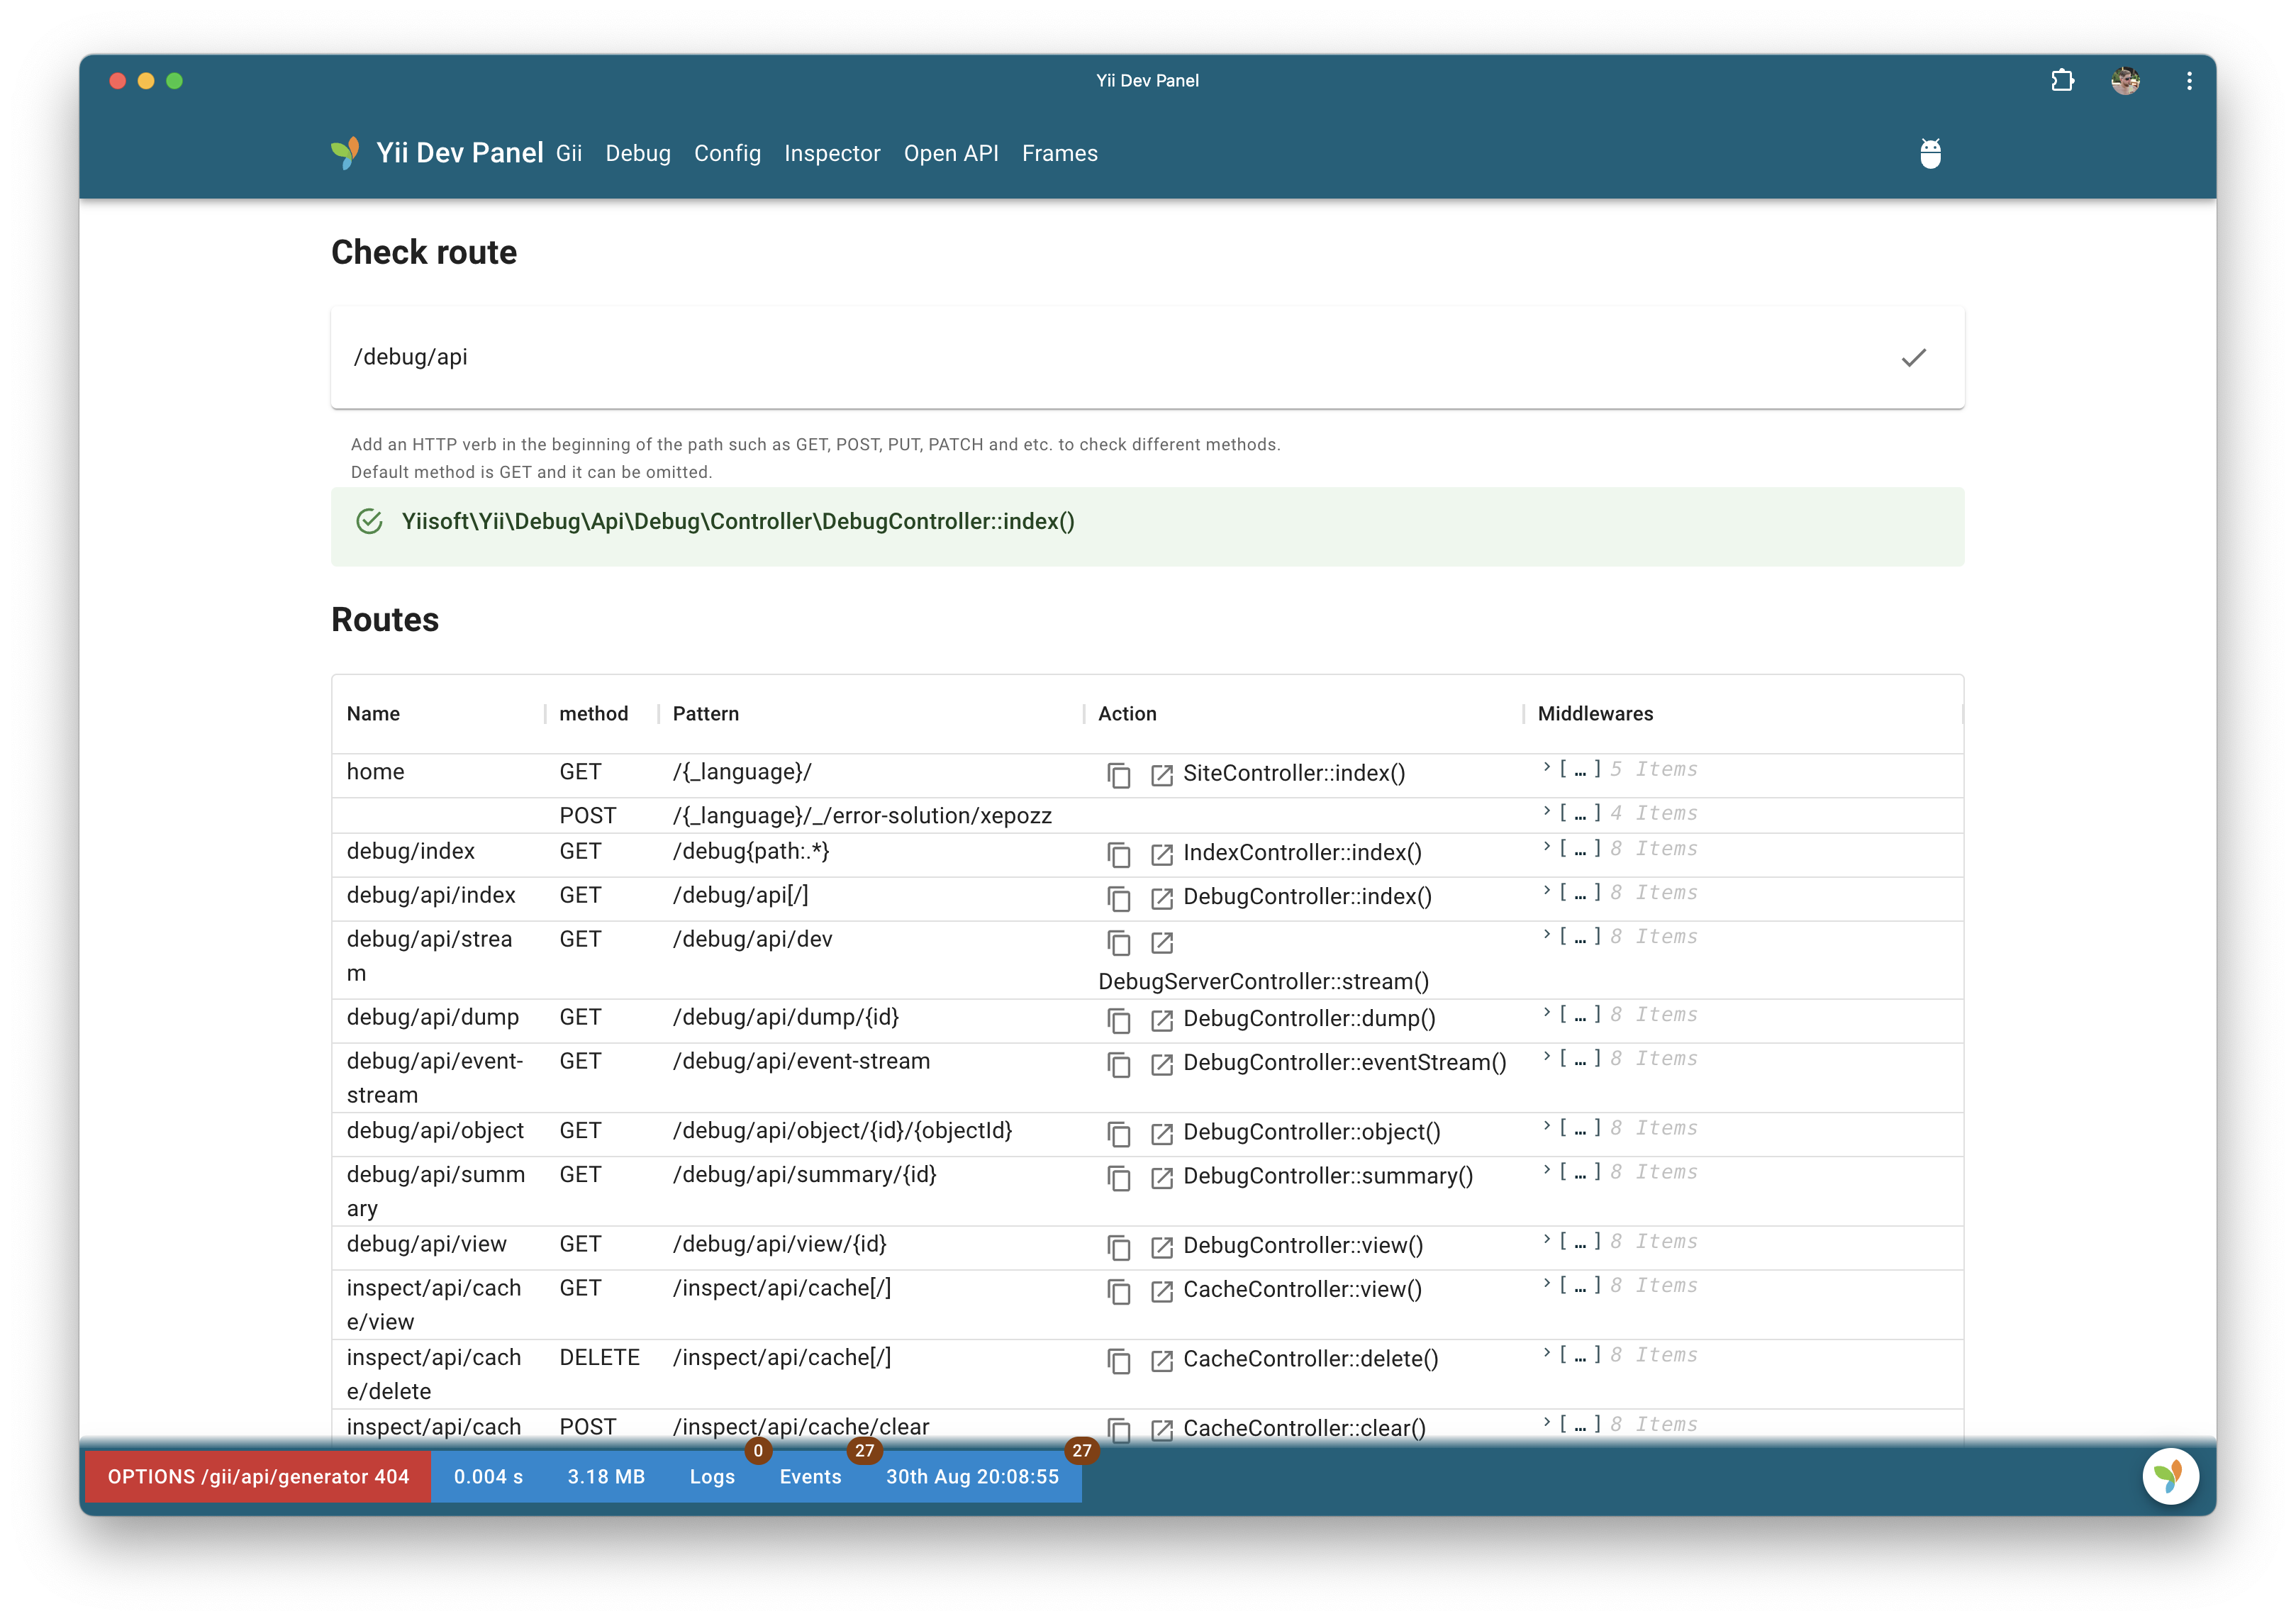 Yii Dev Panel
Yii Dev Panel Gii Debug Config Inspector Open API Frames
Check route
/debug/api
Add an HTTP verb in the beginning of the path such as GET, POST, PUT, PATCH and etc. to check different methods.
Default method is GET and it can be omitted.
Yiisoft\Yii\Debug\Api\Debug\Controller\DebugController::index()
Routes
Name method Pattern Action Middlewares
home GET /{_language}/ SiteController::index() [ … ] 5 Items
POST /{_language}/_/error-solution/xepozz [ … ] 4 Items
debug/index GET /debug{path:.*} IndexController::index() [ … ] 8 Items
debug/api/index GET /debug/api[/] DebugController::index() [ … ] 8 Items
debug/api/strea GET /debug/api/dev [ … ] 8 Items
m
DebugServerController::stream()
debug/api/dump GET /debug/api/dump/{id} DebugController::dump() [ … ] 8 Items
debug/api/event- GET /debug/api/event-stream DebugController::eventStream() [ … ] 8 Items
stream
debug/api/object GET /debug/api/object/{id}/{objectId} DebugController::object() [ … ] 8 Items
debug/api/summ GET /debug/api/summary/{id} DebugController::summary() [ … ] 8 Items
ary
debug/api/view GET /debug/api/view/{id} DebugController::view() [ … ] 8 Items
inspect/api/cach GET /inspect/api/cache[/] CacheController::view() [ … ] 8 Items
e/view
inspect/api/cach DELETE /inspect/api/cache[/] CacheController::delete() [ … ] 8 Items
e/delete
inspect/api/cach POST /inspect/api/cache/clear CacheController::clear() [ … ] 8 Items
0 27 27
OPTIONS /gii/api/generator 404 0.004 s 3.18 MB Logs Events 30th Aug 20:08:55